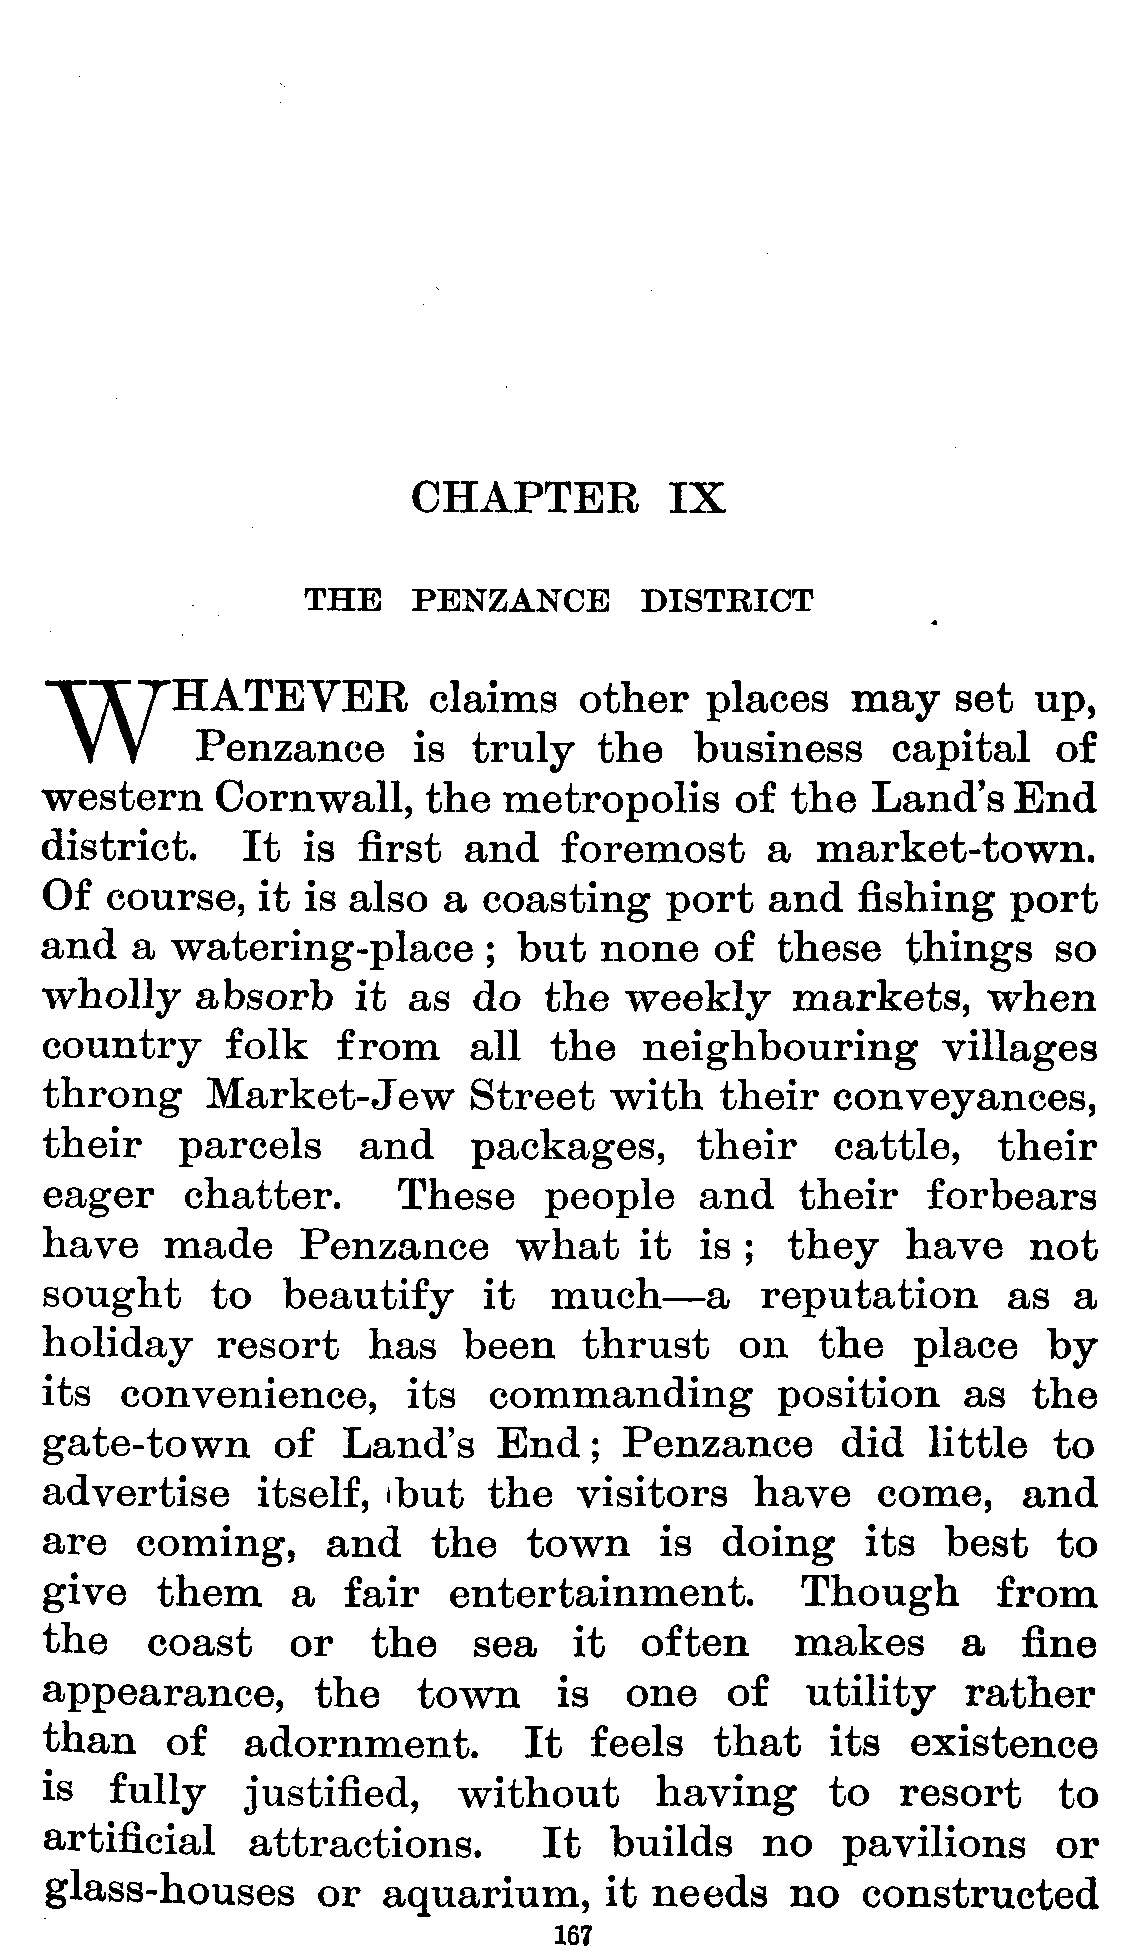 CHAPTER IX
THE PENZANCE DISTRICT
WHATEVER claims other places may set up,
Penzance is truly the business capital of
western Cornwall, the metropolis of the Land's End
district. It is first and foremost a market-town.
Of course, it is also a coasting port and fishing port
and a watering-place ; but none of these things so
wholly absorb it as do the weekly markets, when
country folk from all the neighbouring villages
throng Market-Jew Street with their conveyances,
their parcels and packages, their cattle, their
eager chatter. These people and their forbears
have made Penzance what it is ; they have not
sought to beautify it much—a reputation as a
holiday resort has been thrust on the place by
its convenience, its commanding position as the
gate-town of Land's End ; Penzance did little to
advertise itself, but the visitors have come, and
are coming, and the town is doing its best to
give them a fair entertainment. Though from
the coast or the sea it often makes a fine
appearance, the town is one of utility rather
than of adornment. It feels that its existence
is fully justified, without having to resort to
artificial attractions. It builds no pavilions or
glass-houses or aquarium, it needs no constructed
167